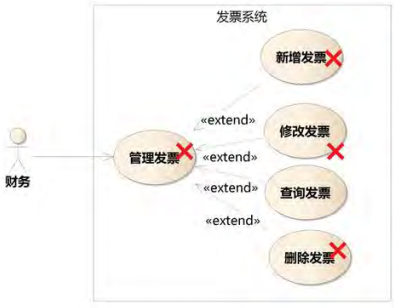 发票系统
新增发票
«extend»
修改发票
管理发票
«extend»
财务
«extend»
查询发票
«extend»
删除发票